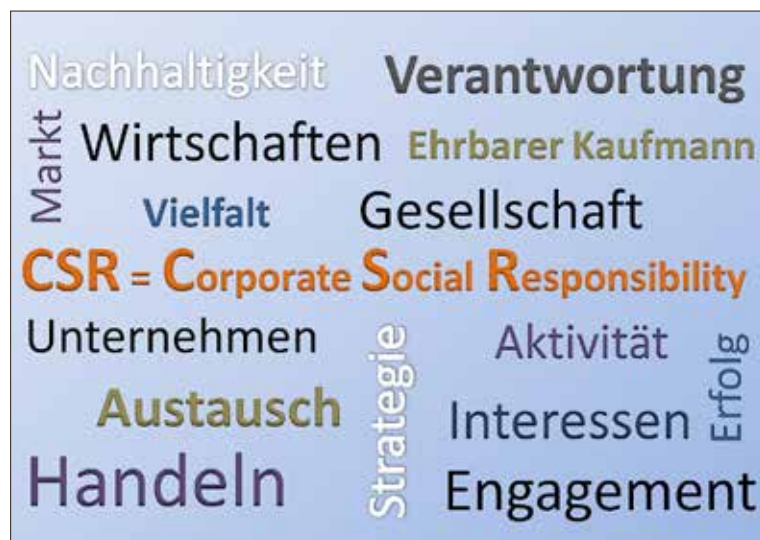 Nachhaltigkeit Verantwortung
Markt
Wirtschaften Ehrbarer Kaufmann
Vielfalt Gesellschaft
CSR = Corporate Social Responsibility
Unternehmen
Strategie
Aktivität
Erfolg
Austausch
Interessen
Handeln
Engagement